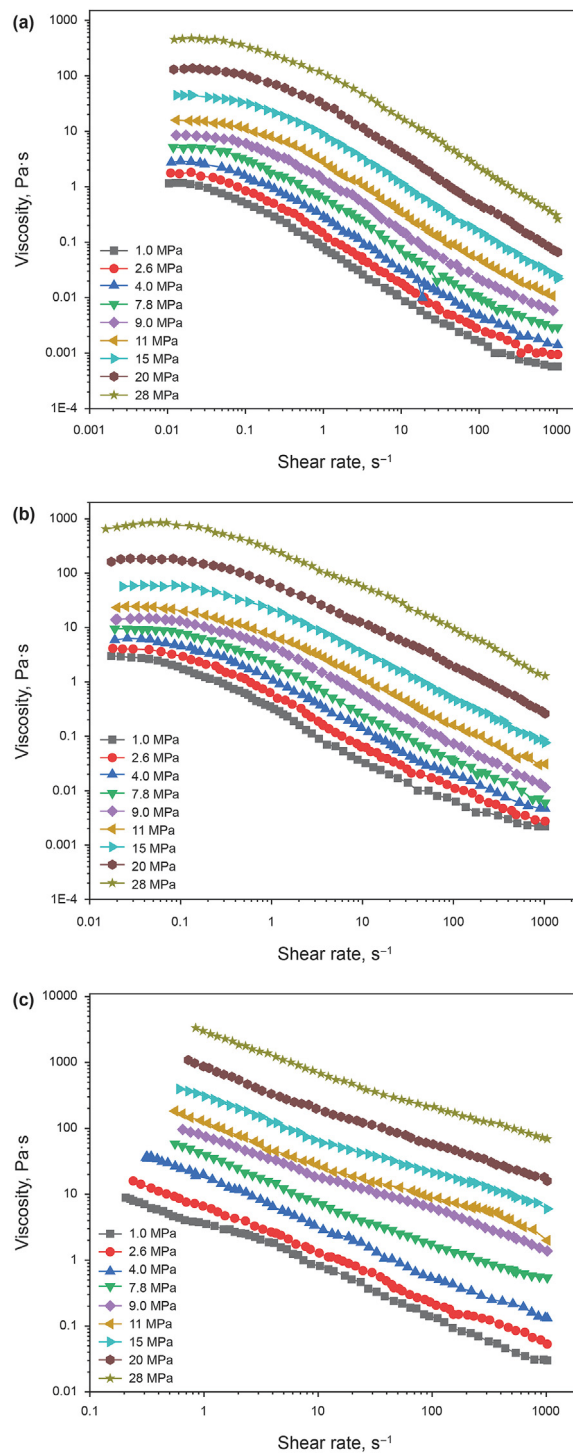 (a)
1000
100
10
1
0.1
0.01
0.001
1E-4
Viscosity, Pa·s
1.0 MPa
2.6 MPa
4.0 MPa
7.8 MPa
9.0 MPa
11 MPa
15 MPa
20 MPa
28 MPa
0.001 0.01 0.1 1 10 100 1000
Shear rate, s⁻¹
(b)
1000
100
10
1
0.1
0.01
0.001
1E-4
Viscosity, Pa·s
1.0 MPa
2.6 MPa
4.0 MPa
7.8 MPa
9.0 MPa
11 MPa
15 MPa
20 MPa
28 MPa
0.01 0.1 1 10 100 1000
Shear rate, s⁻¹
(c)
10000
1000
100
10
1
0.1
0.01
Viscosity, Pa·s
1.0 MPa
2.6 MPa
4.0 MPa
7.8 MPa
9.0 MPa
11 MPa
15 MPa
20 MPa
28 MPa
0.1 1 10 100 1000
Shear rate, s⁻¹